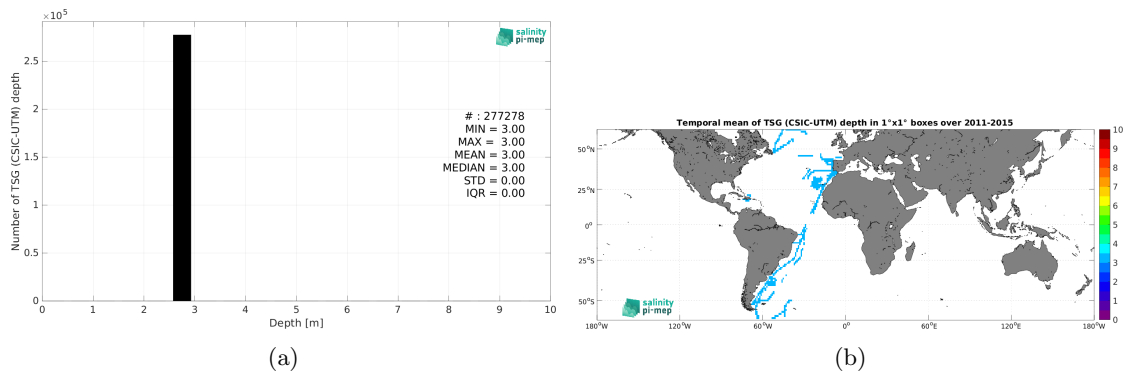 ×10⁵
2.5
2
1.5
1
0.5
0
Number of TSG (CSIC-UTM) depth
salinity
pi-mep
# : 277278
MIN = 3.00
MAX =  3.00
MEAN = 3.00
MEDIAN = 3.00
STD = 0.00
IQR = 0.00
0 1 2 3 4 5 6 7 8 9 10
Depth [m]
(a)
Temporal mean of TSG (CSIC-UTM) depth in 1°x1° boxes over 2011-2015
50°N
25°N
0°
25°S
50°S
salinity
pi-mep
180°W 120°W 60°W 0° 60°E 120°E 180°E
10
9
8
7
6
5
4
3
2
1
0
(b)